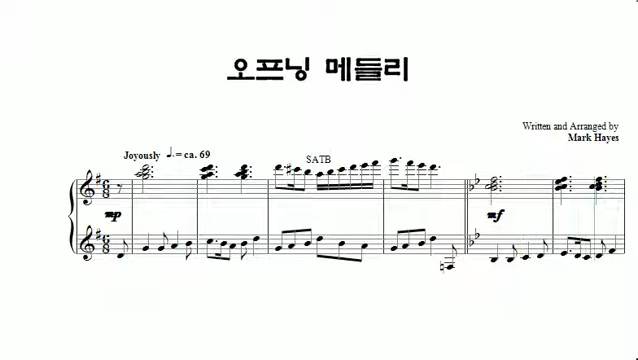 오프닝 메들리
Written and Arranged by
Mark Hayes
Joyously ♩. = ca. 69
SATB
mp
mf